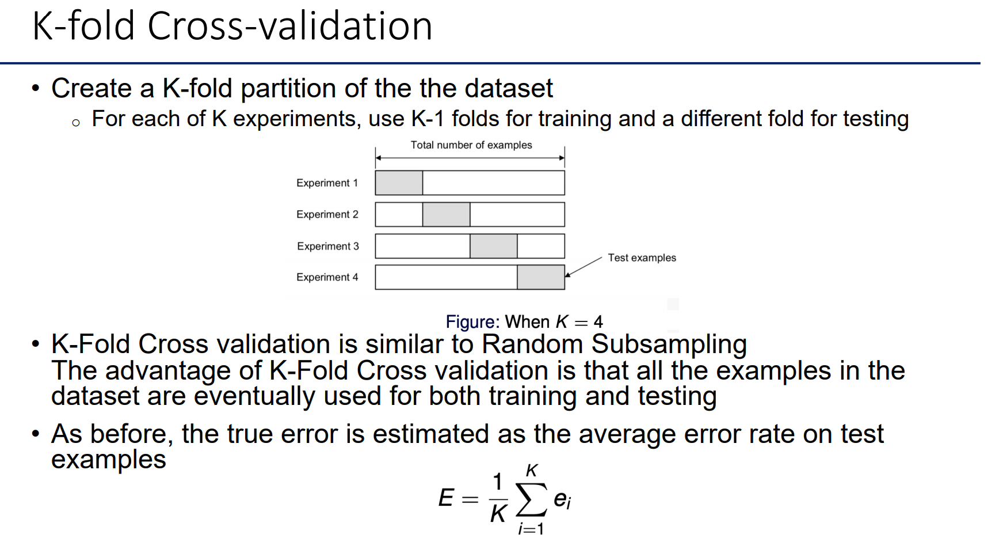 K-fold Cross-validation
• Create a K-fold partition of the the dataset
○ For each of K experiments, use K-1 folds for training and a different fold for testing
Total number of examples
Experiment 1
Experiment 2
Experiment 3
Test examples
Experiment 4
Figure: When K = 4
• K-Fold Cross validation is similar to Random Subsampling
The advantage of K-Fold Cross validation is that all the examples in the
dataset are eventually used for both training and testing
• As before, the true error is estimated as the average error rate on test
examples
E = \frac{1}{K} \sum_{i=1}^{K} e_i